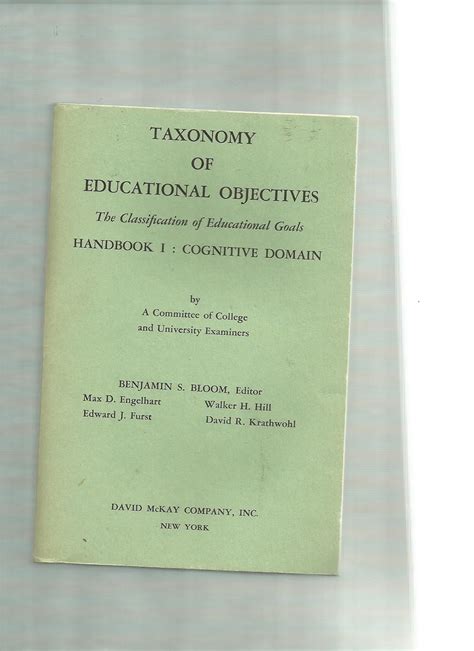 TAXONOMY
OF
EDUCATIONAL OBJECTIVES
The Classification of Educational Goals
HANDBOOK I : COGNITIVE DOMAIN
by
A Committee of College
and University Examiners
BENJAMIN S. BLOOM, Editor
Max D. Engelhart Walker H. Hill
Edward J. Furst David R. Krathwohl
DAVID McKAY COMPANY, INC.
NEW YORK